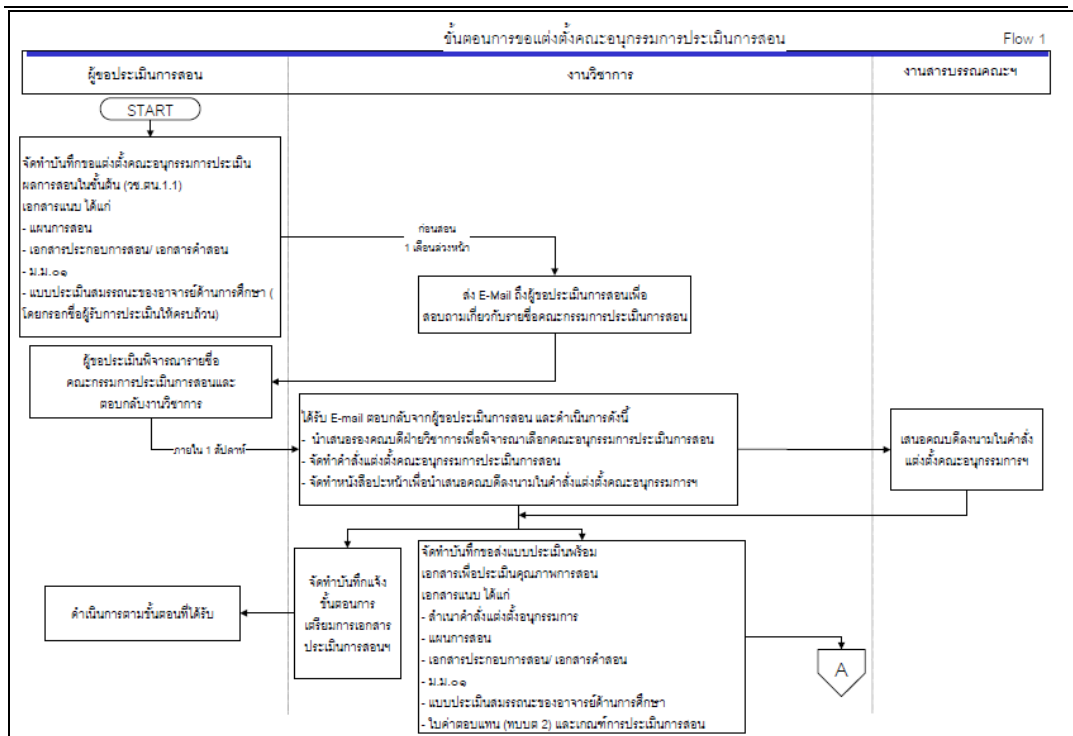 ขั้นตอนการขอแต่งตั้งคณะอนุกรรมการประเมินการสอน
Flow 1
ผู้ขอประเมินการสอน
งานวิชาการ
งานสารบรรณคณะฯ
START
จัดทำบันทึกขอแต่งตั้งคณะอนุกรรมการประเมิน
ผลการสอนในชั้นต้น (วช.ตน.1.1)
เอกสารแนบ ได้แก่
- แผนการสอน
- เอกสารประกอบการสอน/ เอกสารคำสอน
- ม.ม.๐๑
- แบบประเมินสมรรถนะของอาจารย์ด้านการศึกษา (
โดยกรอกชื่อผู้รับการประเมินให้ครบถ้วน)
ก่อนสอน
1 เดือนล่วงหน้า
ส่ง E-Mail ถึงผู้ขอประเมินการสอนเพื่อ
สอบถามเกี่ยวกับรายชื่อคณะกรรมการประเมินการสอน
ผู้ขอประเมินพิจารณารายชื่อ
คณะกรรมการประเมินการสอนและ
ตอบกลับงานวิชาการ
ภายใน 1 สัปดาห์
ได้รับ E-mail ตอบกลับจากผู้ขอประเมินการสอน และดำเนินการดังนี้
- นำเสนอรองคณบดีฝ่ายวิชาการเพื่อพิจารณาเลือกคณะอนุกรรมการประเมินการสอน
- จัดทำคำสั่งแต่งตั้งคณะอนุกรรมการประเมินการสอน
- จัดทำหนังสือปะหน้าเพื่อนำเสนอคณบดีลงนามในคำสั่งแต่งตั้งคณะอนุกรรมการฯ
เสนอคณบดีลงนามในคำสั่ง
แต่งตั้งคณะอนุกรรมการฯ
จัดทำบันทึกแจ้ง
ขั้นตอนการ
เตรียมการเอกสาร
ประเมินการสอนฯ
ดำเนินการตามขั้นตอนที่ได้รับ
จัดทำบันทึกขอส่งแบบประเมินพร้อม
เอกสารเพื่อประเมินคุณภาพการสอน
เอกสารแนบ ได้แก่
- สำเนาคำสั่งแต่งตั้งอนุกรรมการ
- แผนการสอน
- เอกสารประกอบการสอน/ เอกสารคำสอน
- ม.ม.๐๑
- แบบประเมินสมรรถนะของอาจารย์ด้านการศึกษา
- ใบค่าตอบแทน (ทบบต 2) และเกณฑ์การประเมินการสอน
A